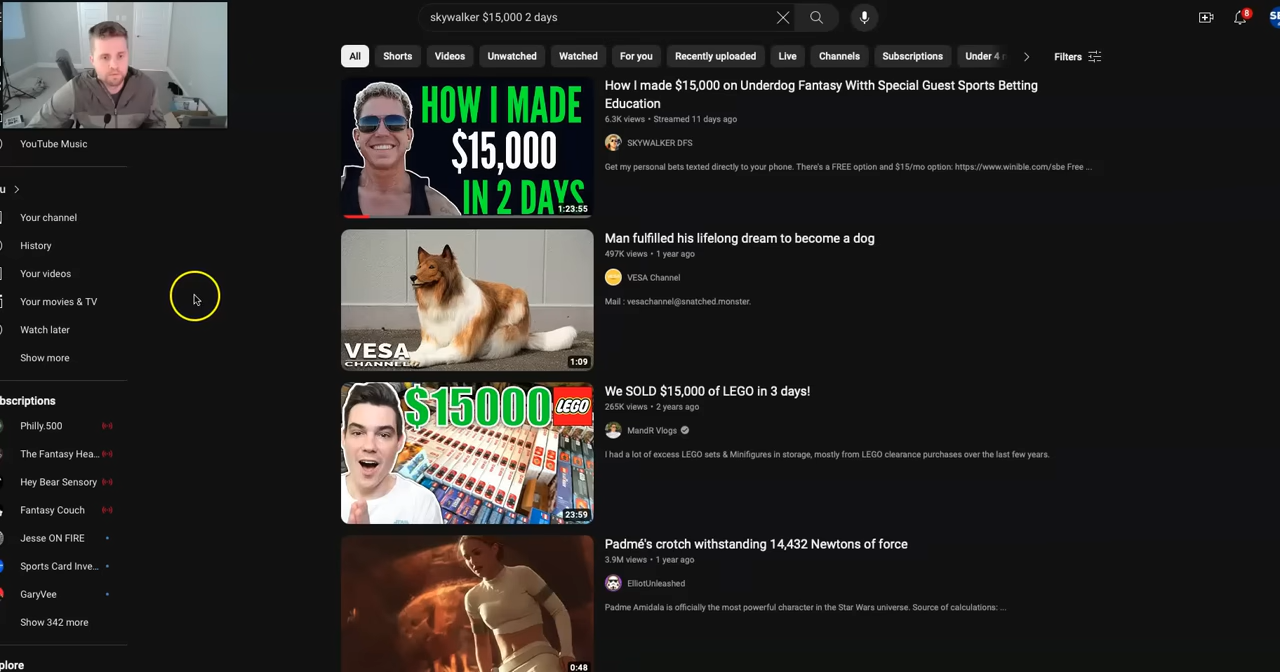 skywalker $15,000 2 days
8
All
Shorts
Videos
Unwatched
Watched
For you
Recently uploaded
Live
Channels
Subscriptions
Under 4
Filters
YouTube Music
u
Your channel
History
Your videos
Your movies & TV
Watch later
Show more
bscriptions
Philly.500
The Fantasy Hea...
Hey Bear Sensory
Fantasy Couch
Jesse ON FIRE
Sports Card Inve...
GaryVee
Show 342 more
plore
HOW I MADE
$15,000
IN 2 DAYS
1:23:55
How I made $15,000 on Underdog Fantasy Witth Special Guest Sports Betting
Education
6.3K views • Streamed 11 days ago
SKYWALKER DFS
Get my personal bets texted directly to your phone. There's a FREE option and $15/mo option: https://www.winible.com/sbe Free ...
VESA
CHANNEL
1:09
Man fulfilled his lifelong dream to become a dog
497K views • 1 year ago
VESA Channel
Mail : vesachannel@snatched.monster.
$15000
LEGO
23:59
We SOLD $15,000 of LEGO in 3 days!
265K views • 2 years ago
MandR Vlogs
I had a lot of excess LEGO sets & Minifigures in storage, mostly from LEGO clearance purchases over the last few years.
0:48
Padmé's crotch withstanding 14,432 Newtons of force
3.9M views • 1 year ago
ElliotUnleashed
Padme Amidala is officially the most powerful character in the Star Wars universe. Source of calculations: ...